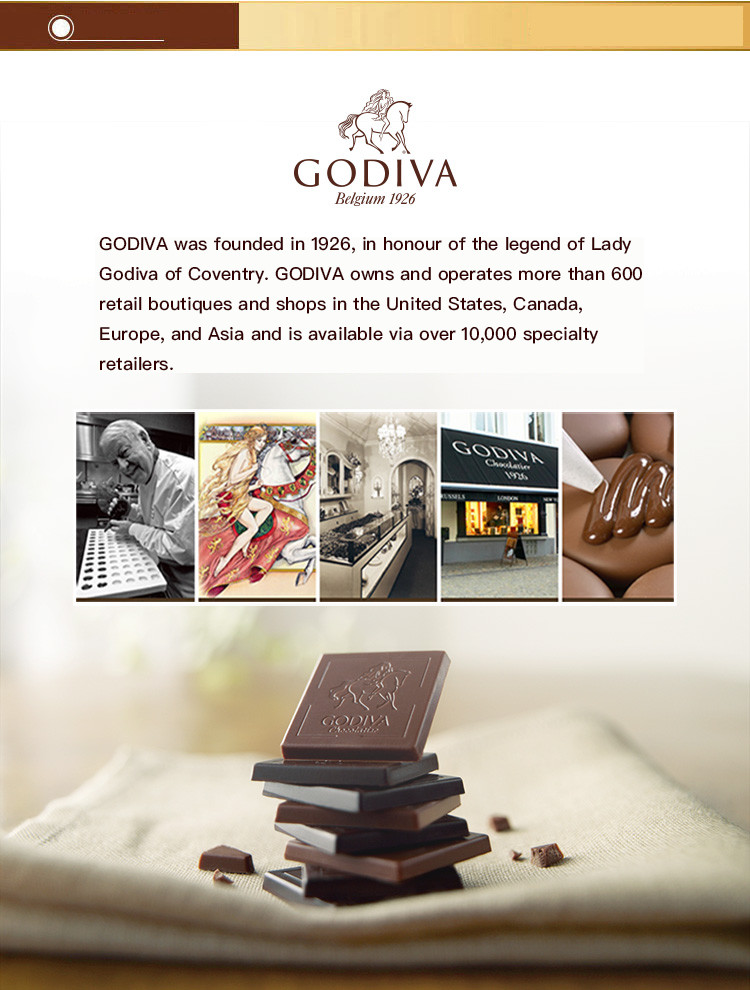 GODIVA
Belgium 1926
GODIVA was founded in 1926, in honour of the legend of Lady
Godiva of Coventry. GODIVA owns and operates more than 600
retail boutiques and shops in the United States, Canada,
Europe, and Asia and is available via over 10,000 specialty
retailers.
GODIVA
Chocolatier
1926
BRUSSELS LONDON NEW
GODIVA
Chocolatier